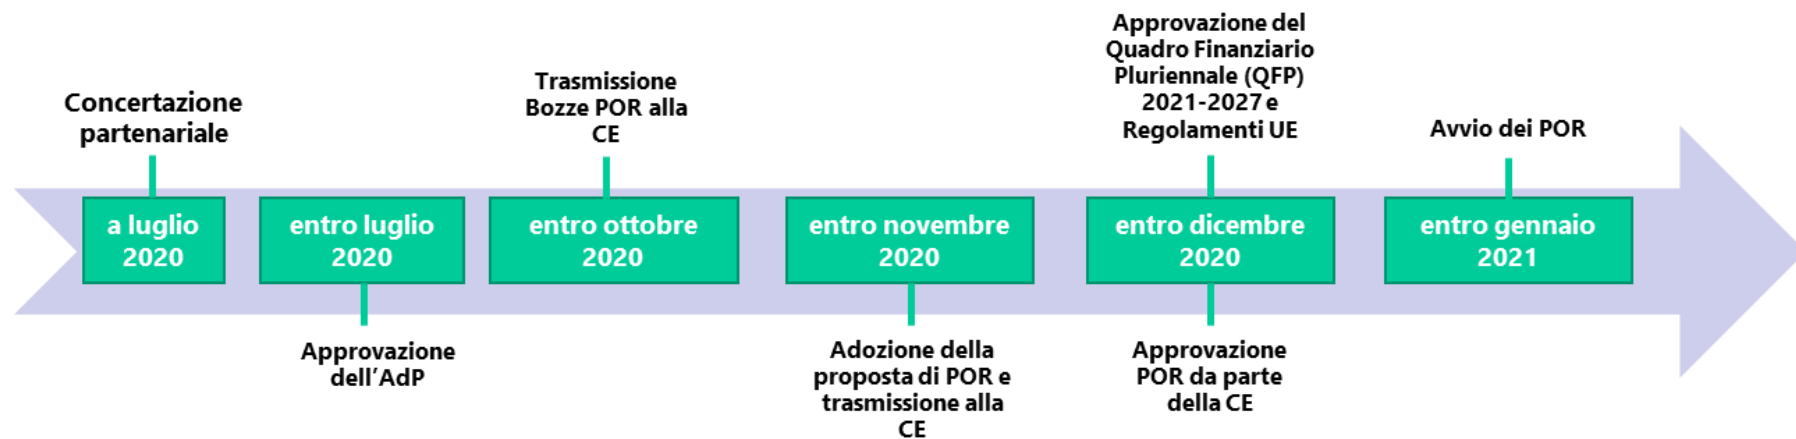 Concertazione
partenariale
a luglio
2020
entro luglio
2020
Approvazione
dell’AdP
Trasmissione
Bozze POR alla
CE
entro ottobre
2020
entro novembre
2020
Adozione della
proposta di POR e
trasmissione alla
CE
Approvazione del
Quadro Finanziario
Pluriennale (QFP)
2021-2027 e
Regolamenti UE
entro dicembre
2020
Approvazione
POR da parte
della CE
Avvio dei POR
entro gennaio
2021